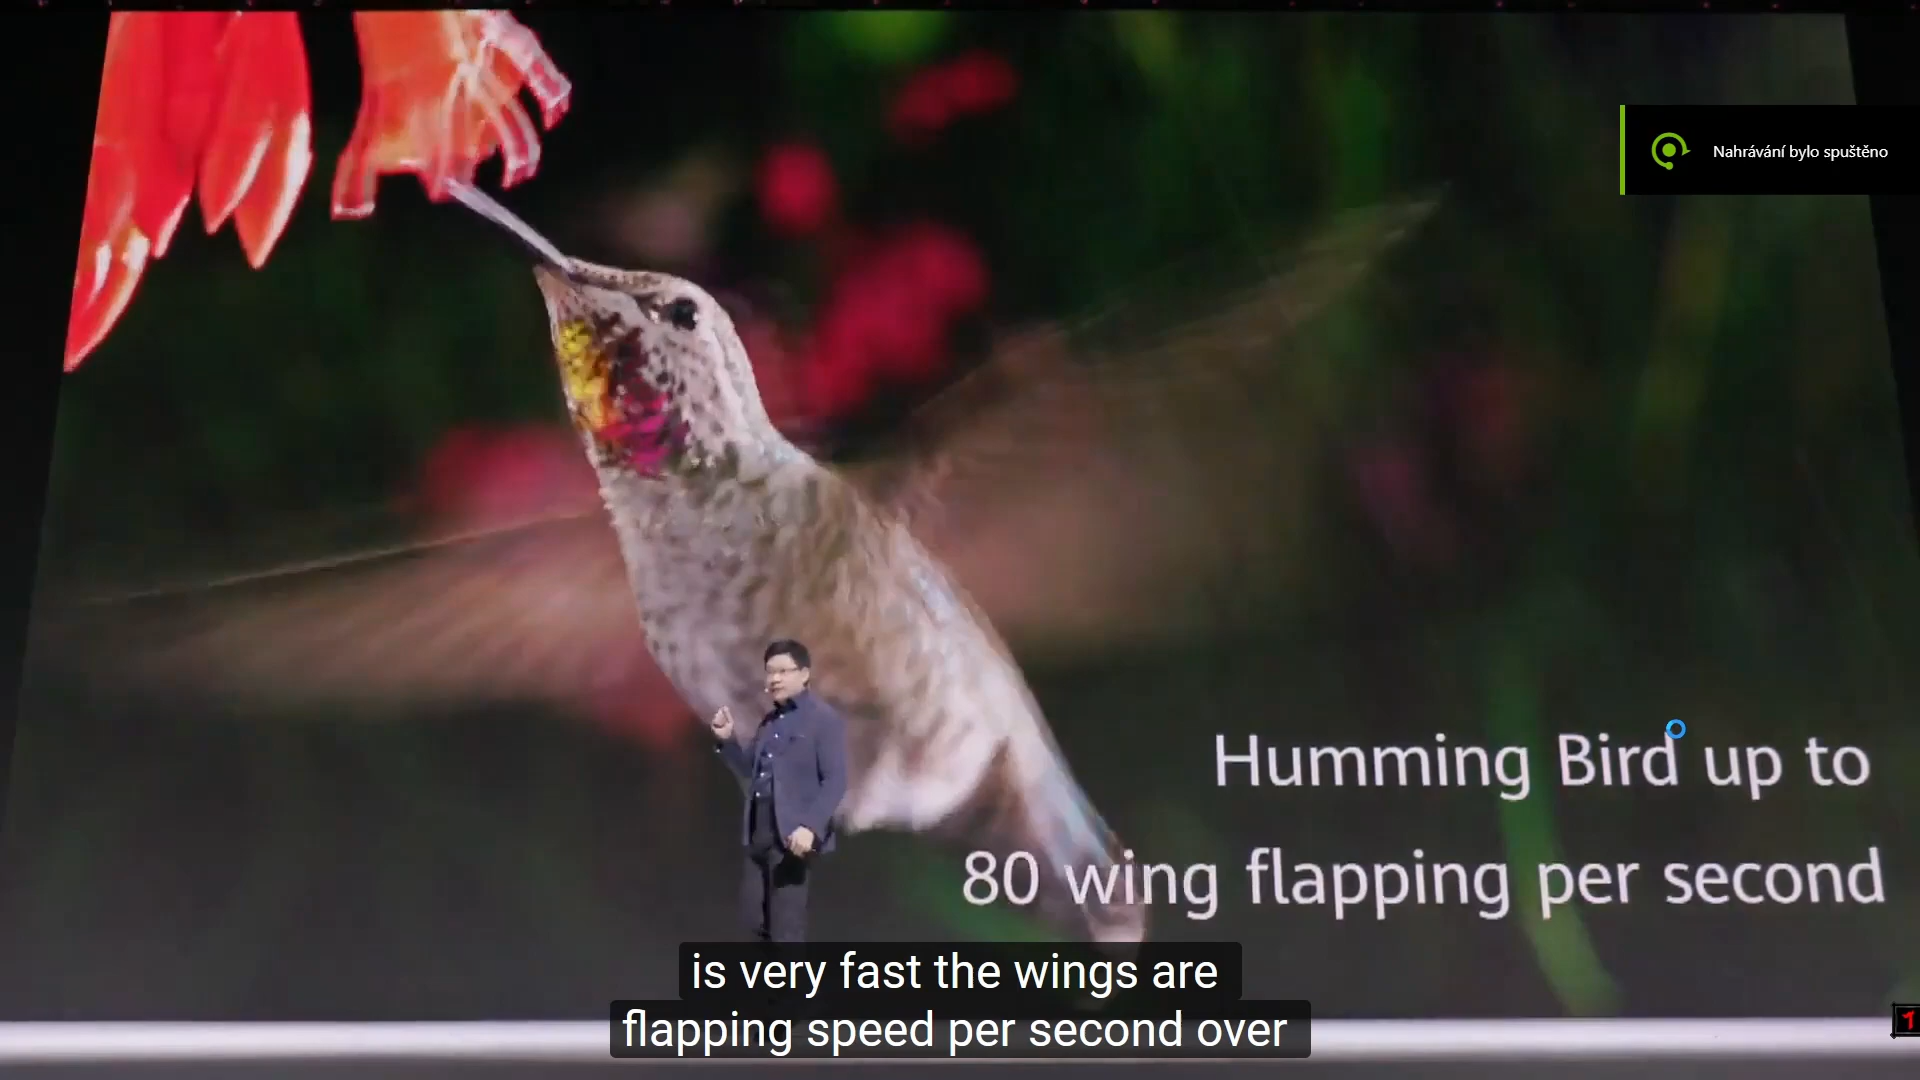 Nahrávání bylo spuštěno
Humming Bird up to
80 wing flapping per second
is very fast the wings are
flapping speed per second over
1